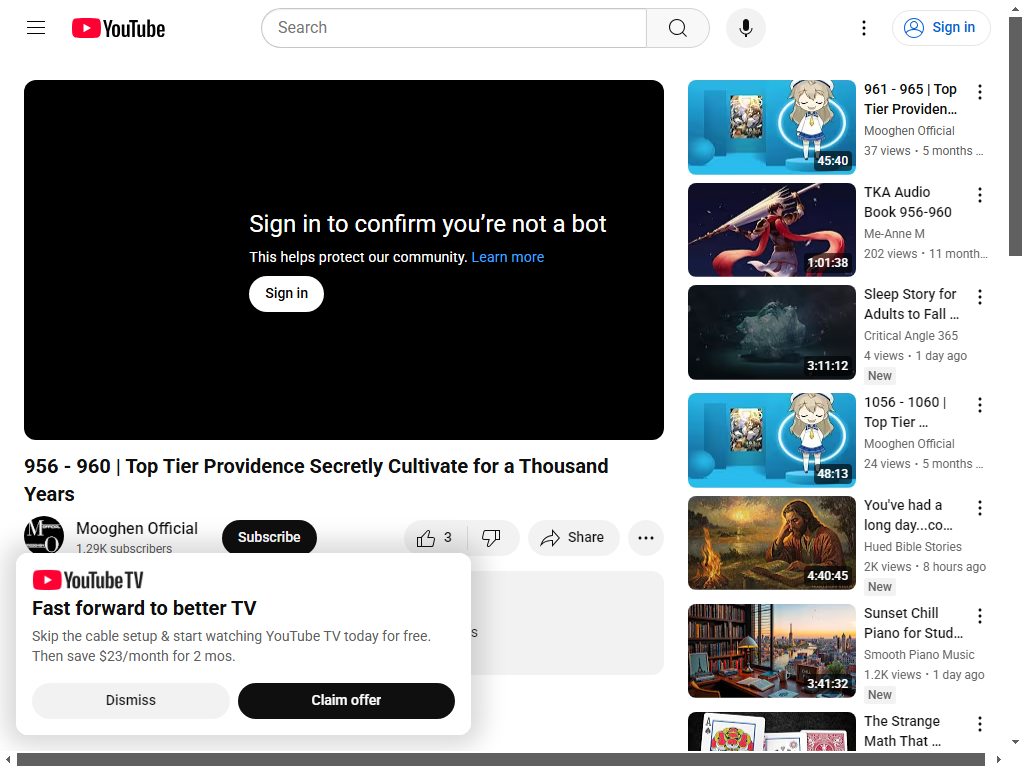 YouTube
Search
Sign in
Sign in to confirm you’re not a bot
This helps protect our community. Learn more
Sign in
956 - 960 | Top Tier Providence Secretly Cultivate for a Thousand
Years
Mooghen Official
1.29K subscribers
Subscribe
3
Share
YouTube TV
Fast forward to better TV
Skip the cable setup & start watching YouTube TV today for free.
Then save $23/month for 2 mos.
Dismiss
Claim offer
45:40
961 - 965 | Top
Tier Providen…
Mooghen Official
37 views • 5 months …
1:01:38
TKA Audio
Book 956-960
Me-Anne M
202 views • 11 month…
3:11:12
Sleep Story for
Adults to Fall …
Critical Angle 365
4 views • 1 day ago
New
48:13
1056 - 1060 |
Top Tier …
Mooghen Official
24 views • 5 months …
4:40:45
You've had a
long day...co…
Hued Bible Stories
2K views • 8 hours ago
New
3:41:32
Sunset Chill
Piano for Stud…
Smooth Piano Music
1.2K views • 1 day ago
New
The Strange
Math That …